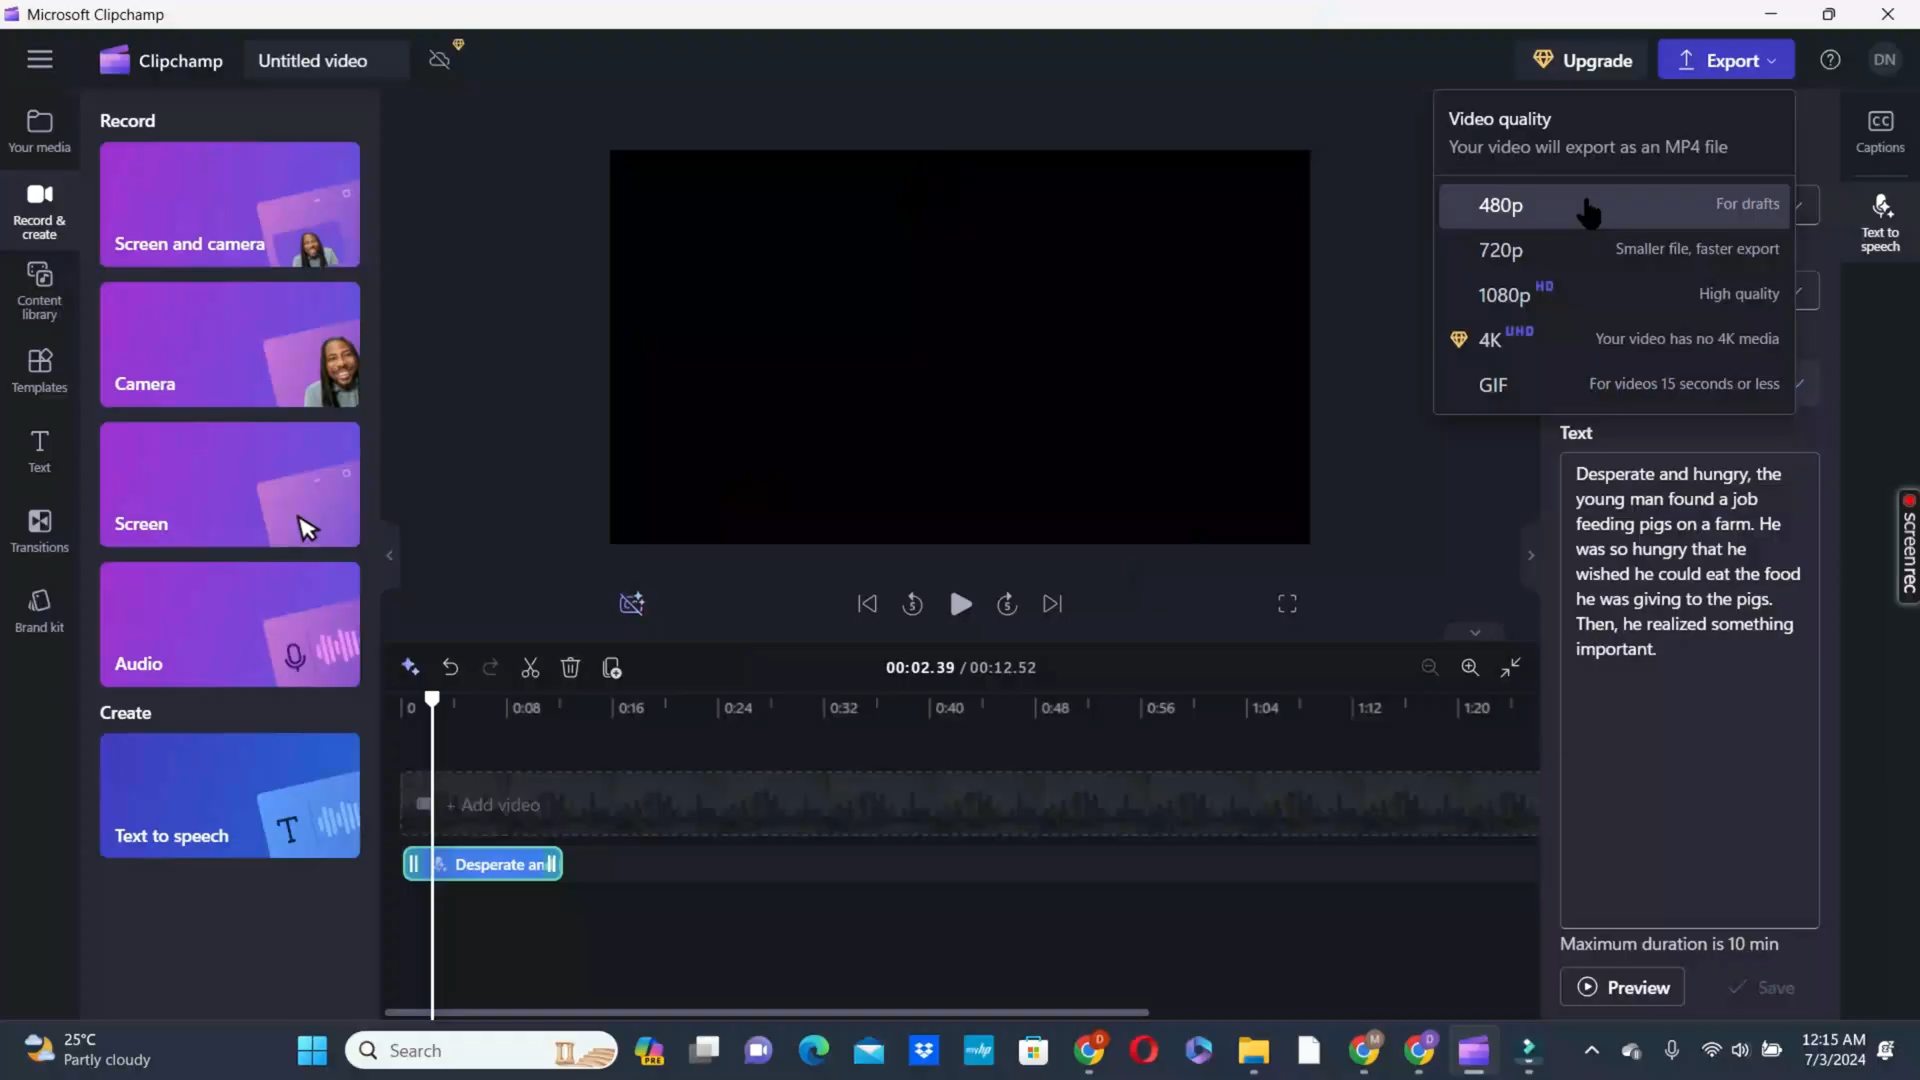 Microsoft Clipchamp
Clipchamp
Untitled video
Upgrade
Export
DN
Your media
Record &
create
Content
library
Templates
Text
Transitions
Brand kit
Record
Screen and camera
Camera
Screen
Audio
Create
Text to speech
Video quality
Your video will export as an MP4 file
480p For drafts
720p Smaller file, faster export
1080p HD High quality
4K UHD Your video has no 4K media
GIF For videos 15 seconds or less
CC
Captions
Text to
speech
Text
Desperate and hungry, the
young man found a job
feeding pigs on a farm. He
was so hungry that he
wished he could eat the food
he was giving to the pigs.
Then, he realized something
important.
Maximum duration is 10 min
Preview
Save
screenrec
5
5
00:02.39 / 00:12.52
0 0:08 0:16 0:24 0:32 0:40 0:48 0:56 1:04 1:12 1:20
+ Add video
Desperate an
25°C
Partly cloudy
Search
PRE
myhp
D
M
D
12:15 AM
7/3/2024